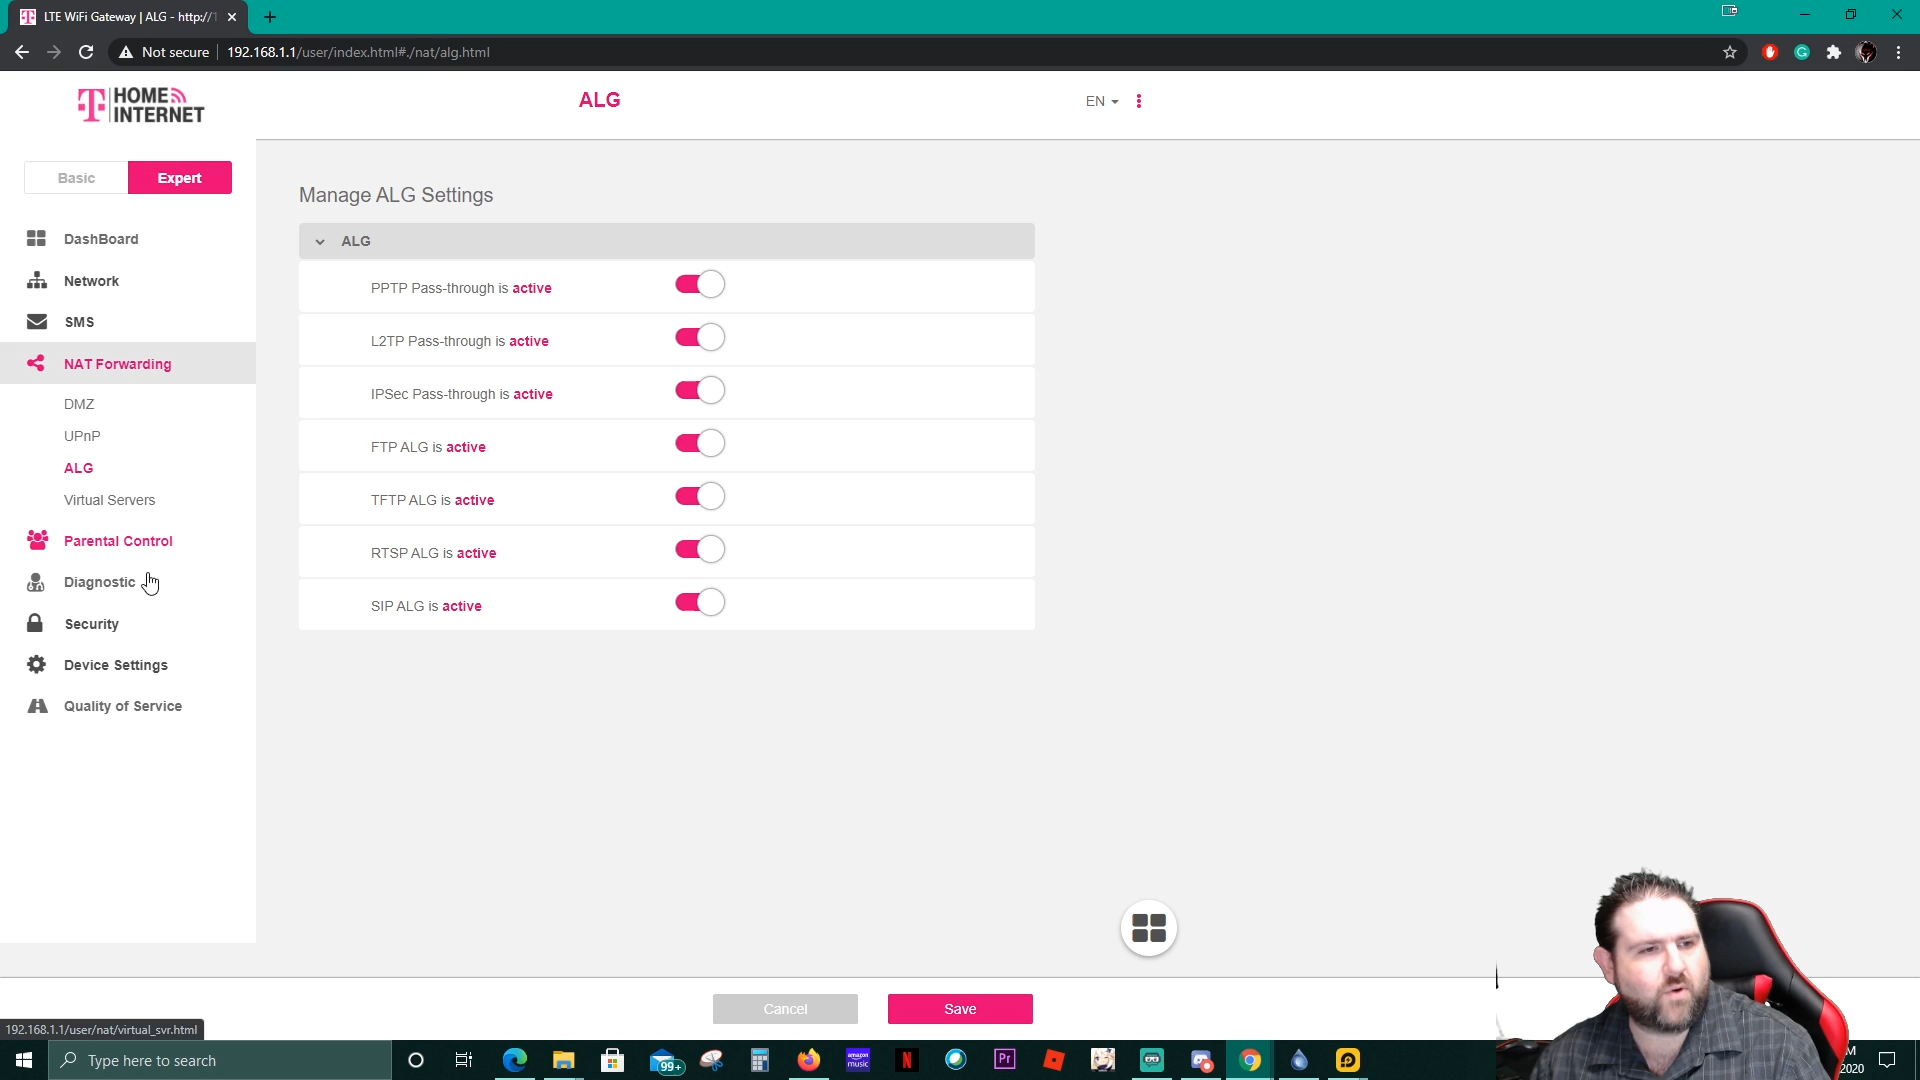 LTE WiFi Gateway | ALG - http://1
Not secure
192.168.1.1/user/index.html#./nat/alg.html
T HOME INTERNET
ALG
EN
Basic
Expert
DashBoard
Network
SMS
NAT Forwarding
DMZ
UPnP
ALG
Virtual Servers
Parental Control
Diagnostic
Security
Device Settings
Quality of Service
Manage ALG Settings
ALG
PPTP Pass-through is active
L2TP Pass-through is active
IPSec Pass-through is active
FTP ALG is active
TFTP ALG is active
RTSP ALG is active
SIP ALG is active
Cancel
Save
192.168.1.1/user/nat/virtual_svr.html
Type here to search
99+
amazon music
N
Pr
M
2020